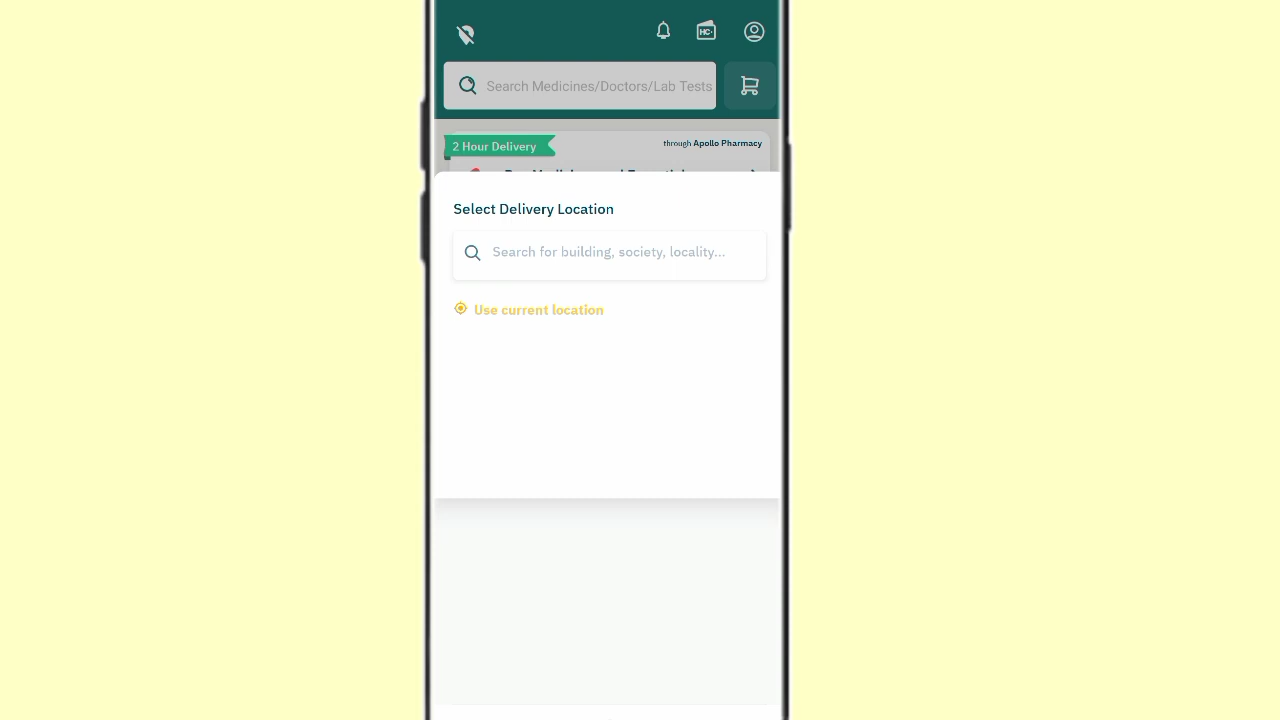 HC
Search Medicines/Doctors/Lab Tests
2 Hour Delivery
through Apollo Pharmacy
Select Delivery Location
Search for building, society, locality...
Use current location